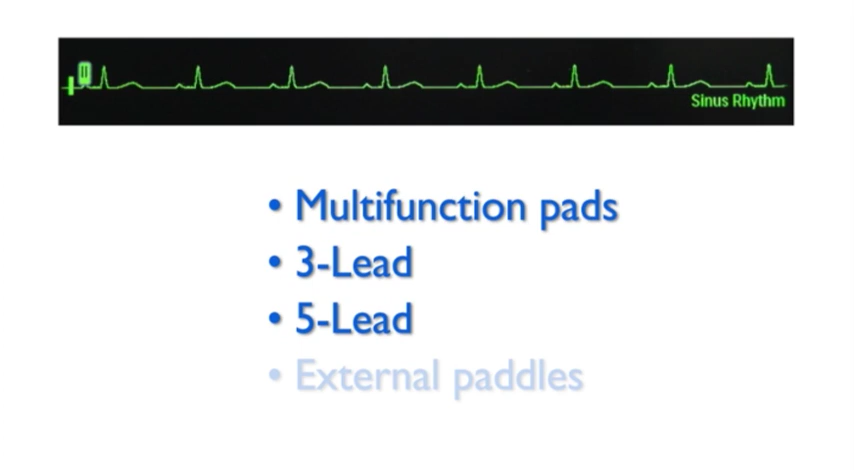 Sinus Rhythm
• Multifunction pads
• 3-Lead
• 5-Lead
• External paddles